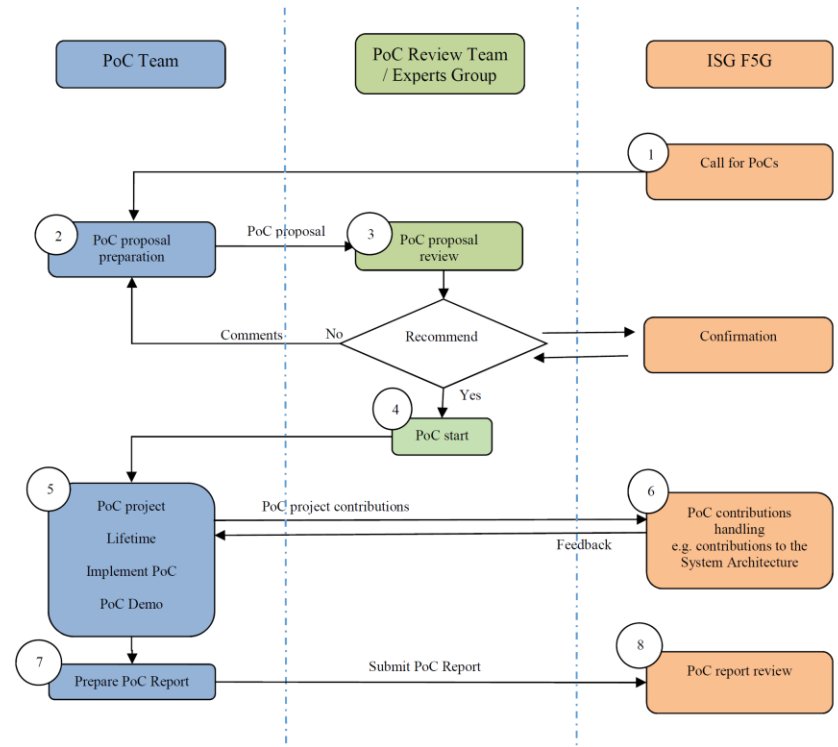 PoC Team
PoC Review Team
/ Experts Group
ISG F5G
1
Call for PoCs
2
PoC proposal
preparation
PoC proposal
3
PoC proposal
review
Comments
No
Recommend
Confirmation
Yes
4
PoC start
5
PoC project
Lifetime
Implement PoC
PoC Demo
PoC project contributions
Feedback
6
PoC contributions
handling
e.g. contributions to the
System Architecture
7
Prepare PoC Report
Submit PoC Report
8
PoC report review